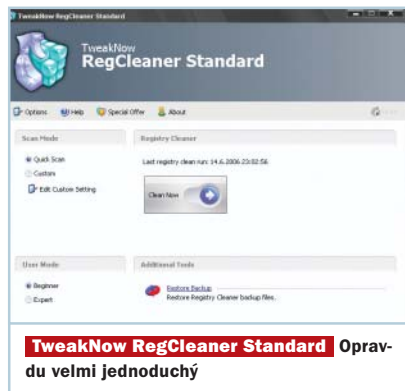 TweakNow RegCleaner Standard
TweakNow
RegCleaner Standard
Options Help Special Offer About
Scan Mode
Registry Cleaner
Quick Scan
Custom
Edit Custom Setting
Last registry clean run: 14.6.2006 23:02:56
Clean Now
User Mode
Additional Tools
Beginner
Expert
Restore Backup
Restore Registry Cleaner backup files.
TweakNow RegCleaner Standard Oprav-
du velmi jednoduchý